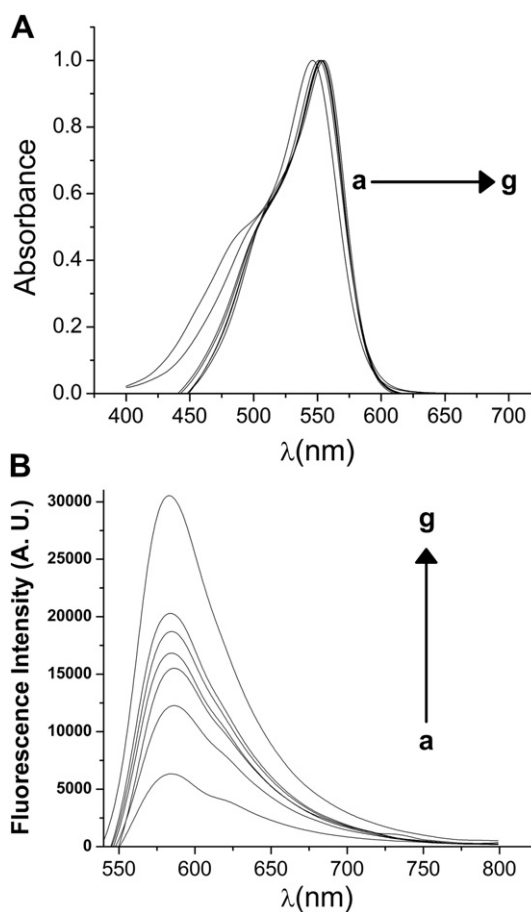 A
Absorbance
1.0
0.8
0.6
0.4
0.2
0.0
a
g
400 450 500 550 600 650 700
λ(nm)
B
Fluorescence Intensity (A. U.)
30000
25000
20000
15000
10000
5000
0
g
a
550 600 650 700 750 800
λ(nm)